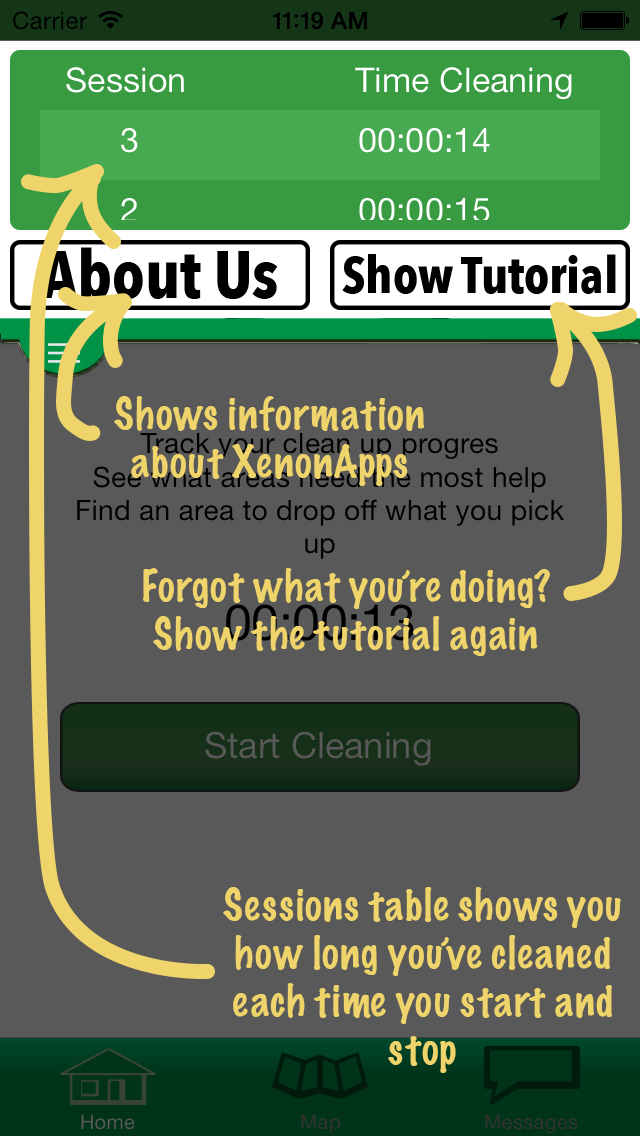 Carrier 11:19 AM
Session Time Cleaning
3 00:00:14
2 00:00:15
About Us Show Tutorial
Shows information
about XenonApps
Track your clean up progres
See what areas need the most help
Find an area to drop off what you pick
up
Forgot what you're doing?
Show the tutorial again
00:00:13
Start Cleaning
Sessions table shows you
how long you've cleaned
each time you start and
stop
Home Map Messages